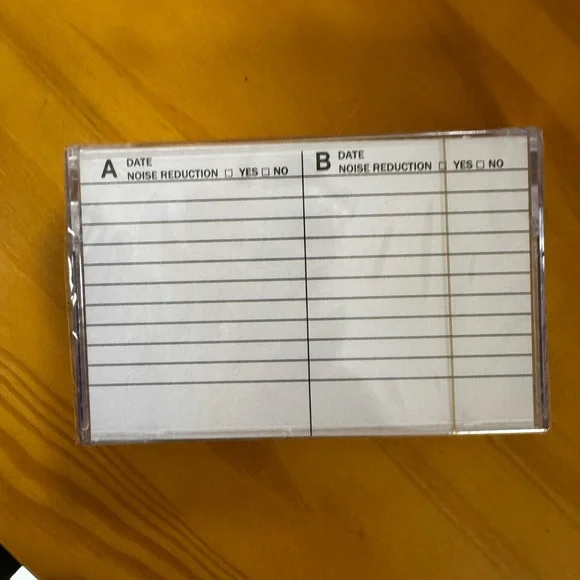 A DATE
NOISE REDUCTION □ YES □ NO
B DATE
NOISE REDUCTION □ YES □ NO